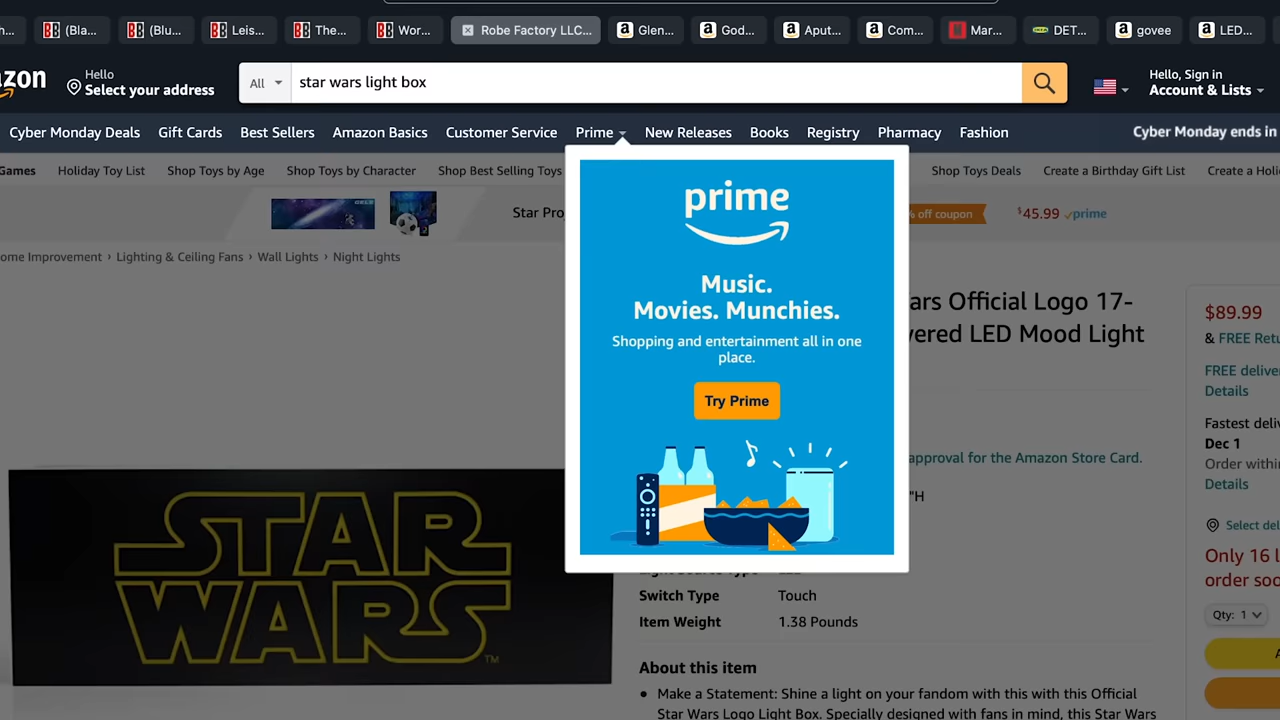 h...
(Bla...
(Blu...
Leis...
The...
Wor...
Robe Factory LLC...
Glen...
God...
Aput...
Com...
Mar...
DET...
govee
LED...
zon
Hello
Select your address
All
star wars light box
Hello, Sign in
Account & Lists
Cyber Monday Deals
Gift Cards
Best Sellers
Amazon Basics
Customer Service
Prime
New Releases
Books
Registry
Pharmacy
Fashion
Cyber Monday ends in
Games
Holiday Toy List
Shop Toys by Age
Shop Toys by Character
Shop Best Selling Toys
Shop Toys Deals
Create a Birthday Gift List
Create a Holi
Star Pro
% off coupon
$45.99 prime
ome Improvement › Lighting & Ceiling Fans › Wall Lights › Night Lights
prime
Music.
Movies. Munchies.
Shopping and entertainment all in one
place.
Try Prime
ars Official Logo 17-
vered LED Mood Light
approval for the Amazon Store Card.
"H
Switch Type Touch
Item Weight 1.38 Pounds
About this item
Make a Statement: Shine a light on your fandom with this with this Official
Star Wars Logo Light Box. Specially designed with fans in mind, this Star Wars
STAR
WARS
TM
$89.99
& FREE Retu
FREE delive
Details
Fastest deli
Dec 1
Order within
Details
Select del
Only 16 l
order soo
Qty: 1